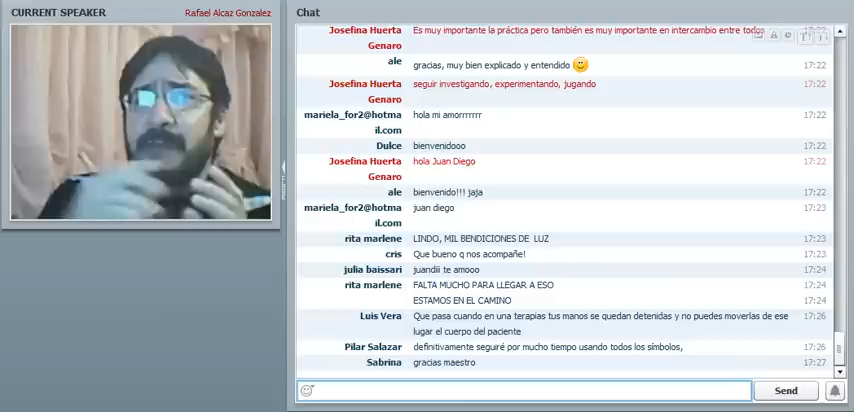 CURRENT SPEAKER Rafael Alcaz Gonzalez
Chat
Josefina Huerta Es muy importante la práctica pero también es muy importante en intercambio entre todos
Genaro
ale gracias, muy bien explicado y entendido 17:22
Josefina Huerta seguir investigando, experimentando, jugando 17:22
Genaro
mariela_for2@hotma hola mi amorrrrrrr 17:22
il.com
Dulce bienvenidooo 17:22
Josefina Huerta hola Juan Diego 17:22
Genaro
ale bienvenido!!! jaja 17:22
mariela_for2@hotma juan diego 17:23
il.com
rita marlene LINDO, MIL BENDICIONES DE LUZ 17:23
cris Que bueno q nos acompañe! 17:23
julia baissari juandiii te amooo 17:24
rita marlene FALTA MUCHO PARA LLEGAR A ESO 17:24
ESTAMOS EN EL CAMINO 17:24
Luis Vera Que pasa cuando en una terapias tus manos se quedan detenidas y no puedes moverlas de ese 17:26
lugar el cuerpo del paciente
Pilar Salazar definitivamente seguiré por mucho tiempo usando todos los símbolos, 17:26
Sabrina gracias maestro 17:27
Send